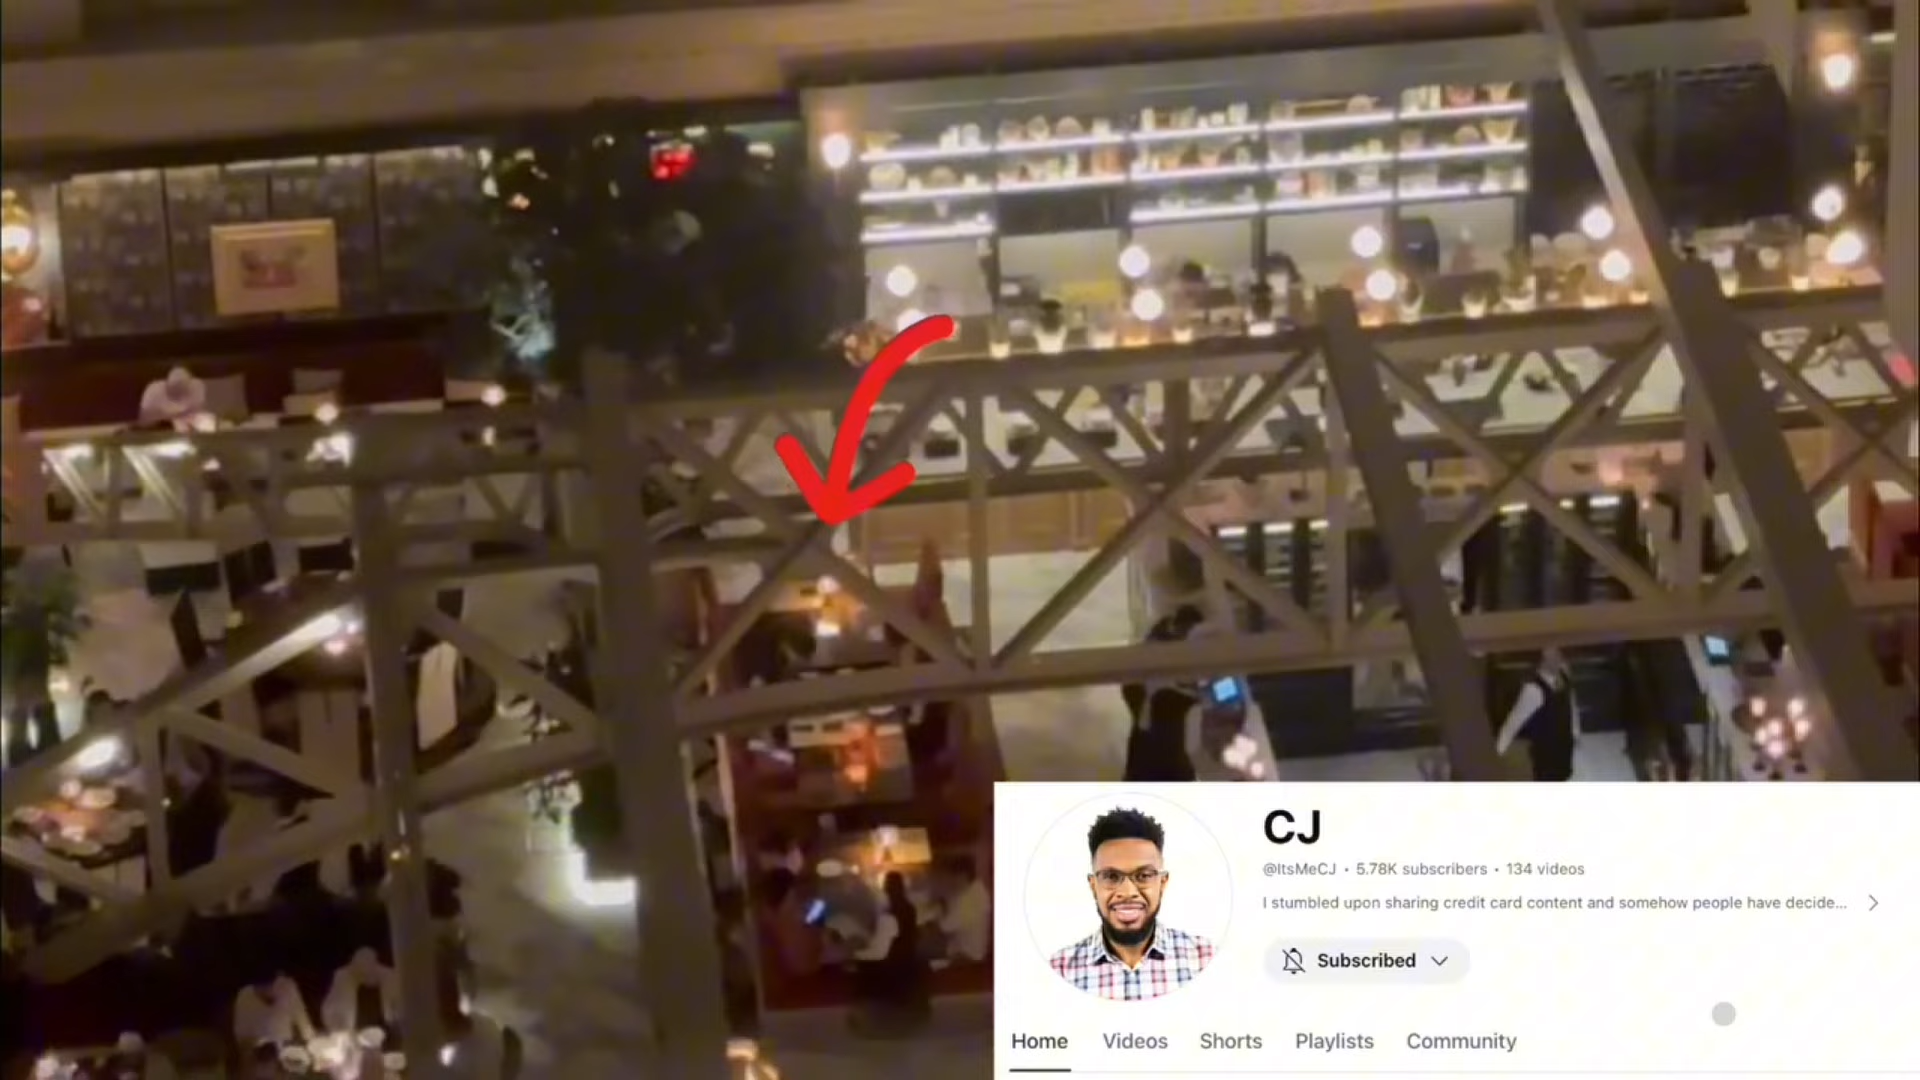 CJ
@ItsMeCJ • 5.78K subscribers • 134 videos
I stumbled upon sharing credit card content and somehow people have decide...
Subscribed
Home Videos Shorts Playlists Community